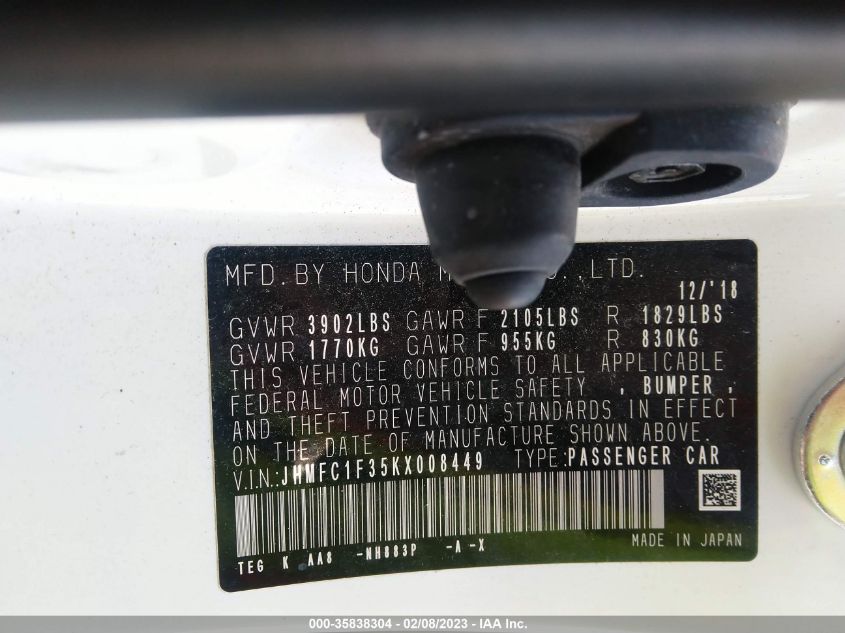 MFD. BY HONDA , LTD.
12/'18
GVWR 3902LBS GAWR F 2105LBS R 1829LBS
GVWR 1770KG GAWR F 955KG R 830KG
THIS VEHICLE CONFORMS TO ALL APPLICABLE
FEDERAL MOTOR VEHICLE SAFETY , BUMPER ,
AND THEFT PREVENTION STANDARDS IN EFFECT
ON THE DATE OF MANUFACTURE SHOWN ABOVE.
V.I.N.: JHMFC1F35KX008449 TYPE: PASSENGER CAR
MADE IN JAPAN
TEG K AA8 -NH883P -A -X
000-35838304 - 02/08/2023 - IAA Inc.